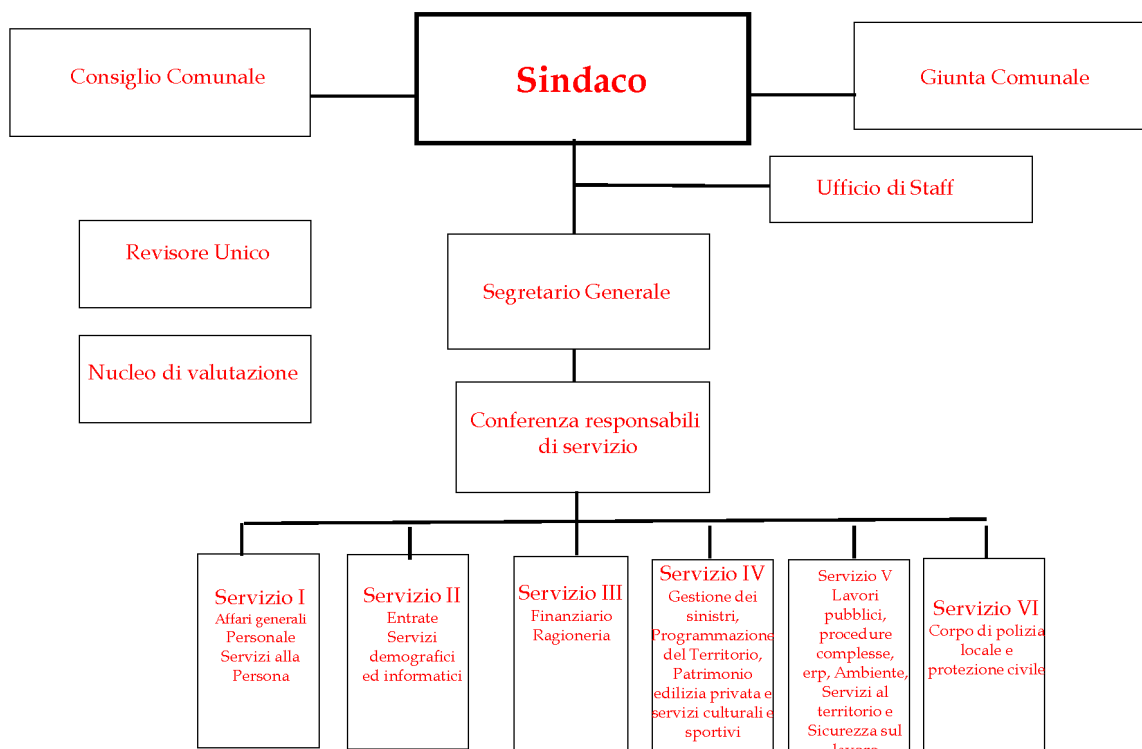 Consiglio Comunale
Sindaco
Giunta Comunale
Ufficio di Staff
Revisore Unico
Segretario Generale
Nucleo di valutazione
Conferenza responsabili
di servizio
Servizio I
Affari generali
Personale
Servizi alla
Persona
Servizio II
Entrate
Servizi
demografici
ed informatici
Servizio III
Finanziario
Ragioneria
Servizio IV
Gestione dei
sinistri,
Programmazione
del Territorio,
Patrimonio
edilizia privata e
servizi culturali e
sportivi
Servizio V
Lavori
pubblici,
procedure
complesse,
erp, Ambiente,
Servizi al
territorio e
Sicurezza sul
lavoro
Servizio VI
Corpo di polizia
locale e
protezione civile